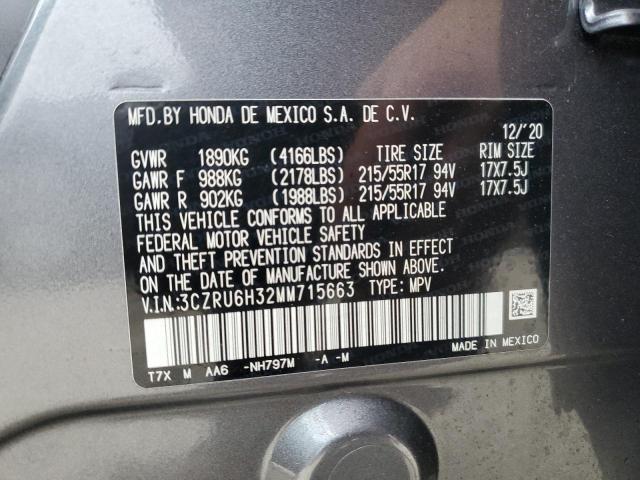 MFD.BY HONDA DE MEXICO S.A. DE C.V.
12/'20
GVWR 1890KG (4166LBS) TIRE SIZE RIM SIZE
GAWR F 988KG (2178LBS) 215/55R17 94V 17X7.5J
GAWR R 902KG (1988LBS) 215/55R17 94V 17X7.5J
THIS VEHICLE CONFORMS TO ALL APPLICABLE
FEDERAL MOTOR VEHICLE SAFETY
AND THEFT PREVENTION STANDARDS IN EFFECT
ON THE DATE OF MANUFACTURE SHOWN ABOVE.
V.I.N.:3CZRU6H32MM715663 TYPE: MPV
MADE IN MEXICO
T7X M AA6 -NH797M -A -M